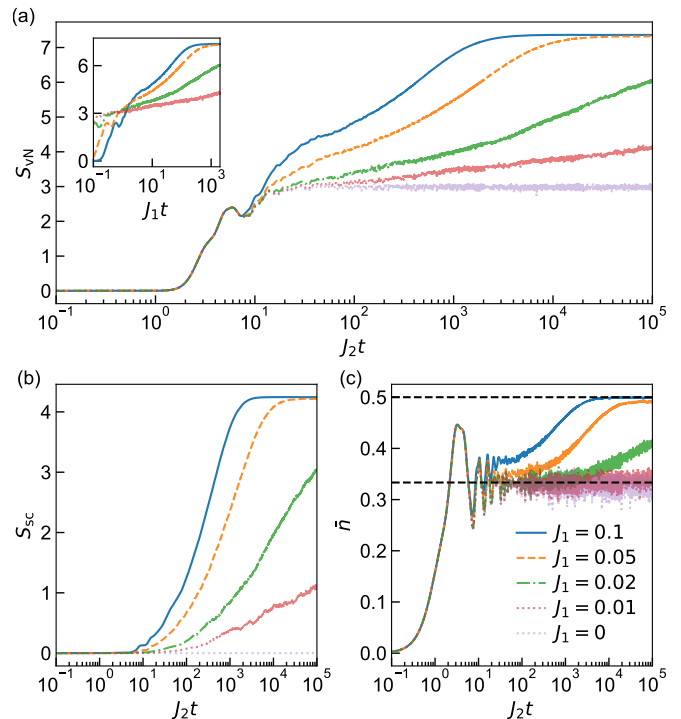 (a)
S_vN
7
6
5
4
3
2
1
0
6
3
0
10^−1 10^1 10^3
J_1t
10^−1 10^0 10^1 10^2 10^3 10^4 10^5
J_2t
(b)
S_sc
4
3
2
1
0
10^−1 10^0 10^1 10^2 10^3 10^4 10^5
J_2t
(c)
n̄
0.5
0.4
0.3
0.2
0.1
0.0
J_1 = 0.1
J_1 = 0.05
J_1 = 0.02
J_1 = 0.01
J_1 = 0
10^−1 10^0 10^1 10^2 10^3 10^4 10^5
J_2t